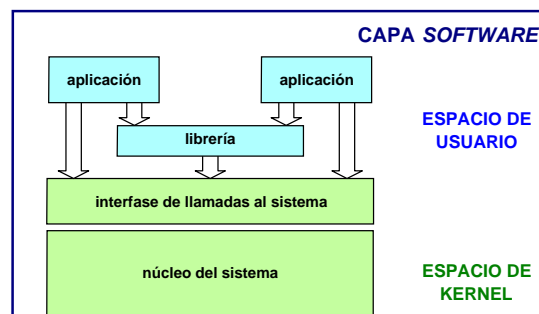 CAPA SOFTWARE
aplicación
aplicación
ESPACIO DE
USUARIO
librería
interfase de llamadas al sistema
núcleo del sistema
ESPACIO DE
KERNEL